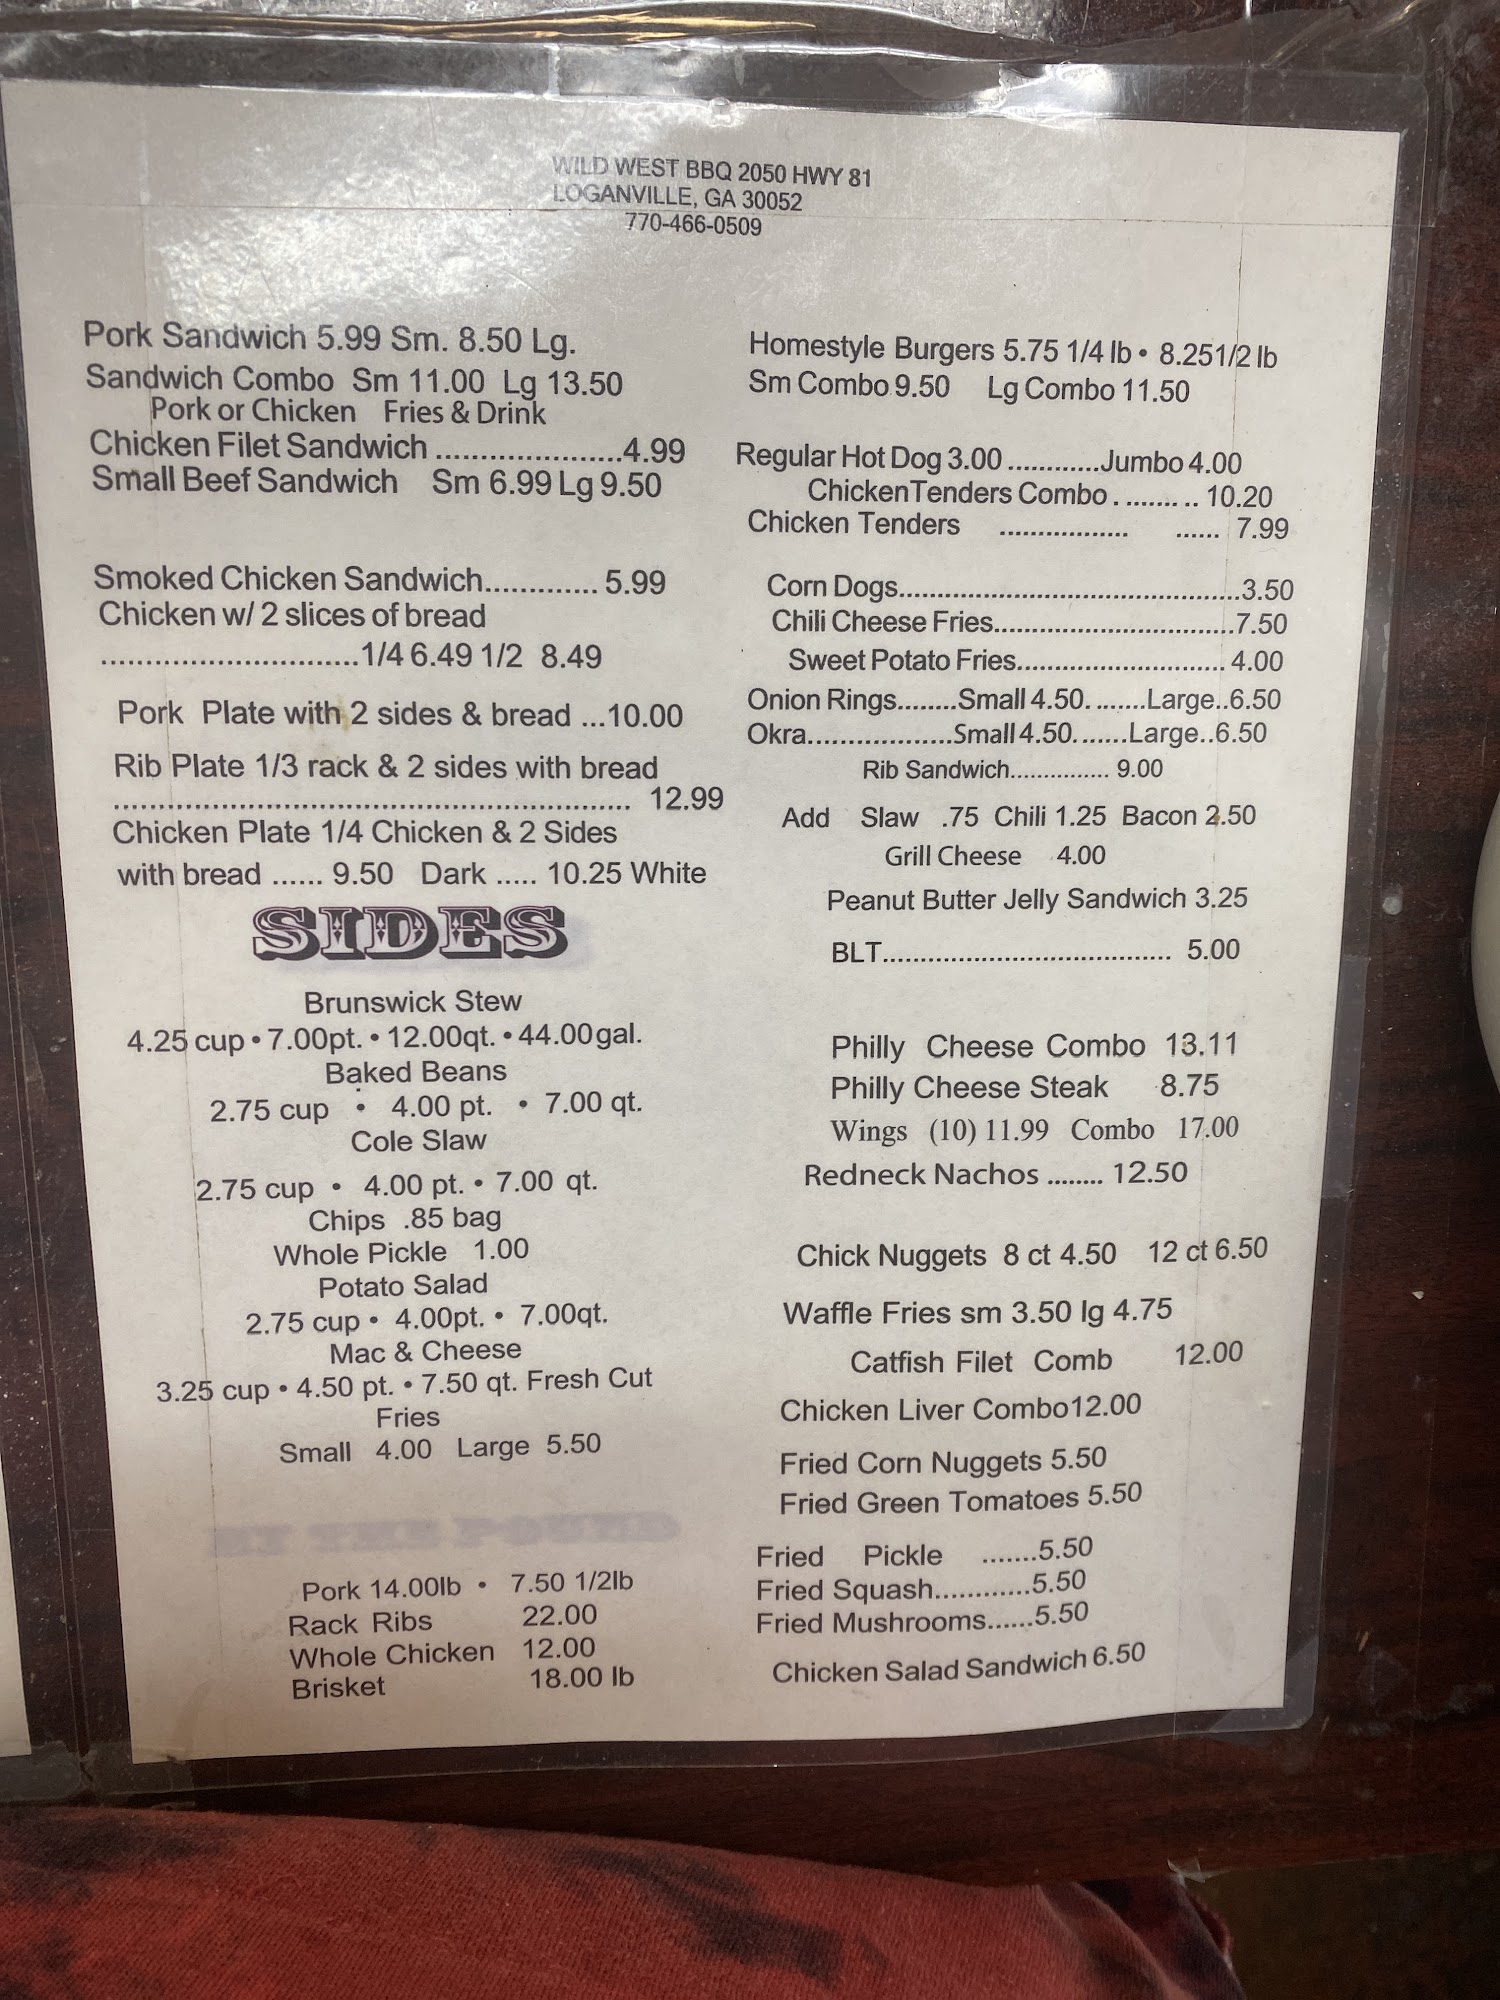 WILD WEST BBQ 2050 HWY 81
LOGANVILLE, GA 30052
770-466-0509
Pork Sandwich 5.99 Sm. 8.50 Lg.
Sandwich Combo Sm 11.00 Lg 13.50
Pork or Chicken Fries & Drink
Chicken Filet Sandwich .....................4.99
Small Beef Sandwich Sm 6.99 Lg 9.50
Smoked Chicken Sandwich............. 5.99
Chicken w/ 2 slices of bread
.............................1/4 6.49 1/2 8.49
Pork Plate with 2 sides & bread ...10.00
Rib Plate 1/3 rack & 2 sides with bread
.......................................................... 12.99
Chicken Plate 1/4 Chicken & 2 Sides
with bread ...... 9.50 Dark ..... 10.25 White
SIDES
Brunswick Stew
4.25 cup • 7.00pt. • 12.00qt. • 44.00gal.
Baked Beans
2.75 cup • 4.00 pt. • 7.00 qt.
Cole Slaw
2.75 cup • 4.00 pt. • 7.00 qt.
Chips .85 bag
Whole Pickle 1.00
Potato Salad
2.75 cup • 4.00pt. • 7.00qt.
Mac & Cheese
3.25 cup • 4.50 pt. • 7.50 qt. Fresh Cut
Fries
Small 4.00 Large 5.50
BY THE POUND
Pork 14.00lb • 7.50 1/2lb
Rack Ribs 22.00
Whole Chicken 12.00
Brisket 18.00 lb
Homestyle Burgers 5.75 1/4 lb • 8.251/2 lb
Sm Combo 9.50 Lg Combo 11.50
Regular Hot Dog 3.00 ............Jumbo 4.00
ChickenTenders Combo . ........ .. 10.20
Chicken Tenders ................. ...... 7.99
Corn Dogs......................................3.50
Chili Cheese Fries...............................7.50
Sweet Potato Fries.......................... 4.00
Onion Rings........Small 4.50. .......Large..6.50
Okra...................Small 4.50.......Large..6.50
Rib Sandwich............... 9.00
Add Slaw .75 Chili 1.25 Bacon 2.50
Grill Cheese 4.00
Peanut Butter Jelly Sandwich 3.25
BLT.................................... 5.00
Philly Cheese Combo 13.11
Philly Cheese Steak 8.75
Wings (10) 11.99 Combo 17.00
Redneck Nachos ........ 12.50
Chick Nuggets 8 ct 4.50 12 ct 6.50
Waffle Fries sm 3.50 lg 4.75
Catfish Filet Comb 12.00
Chicken Liver Combo12.00
Fried Corn Nuggets 5.50
Fried Green Tomatoes 5.50
Fried Pickle .......5.50
Fried Squash.............5.50
Fried Mushrooms......5.50
Chicken Salad Sandwich 6.50